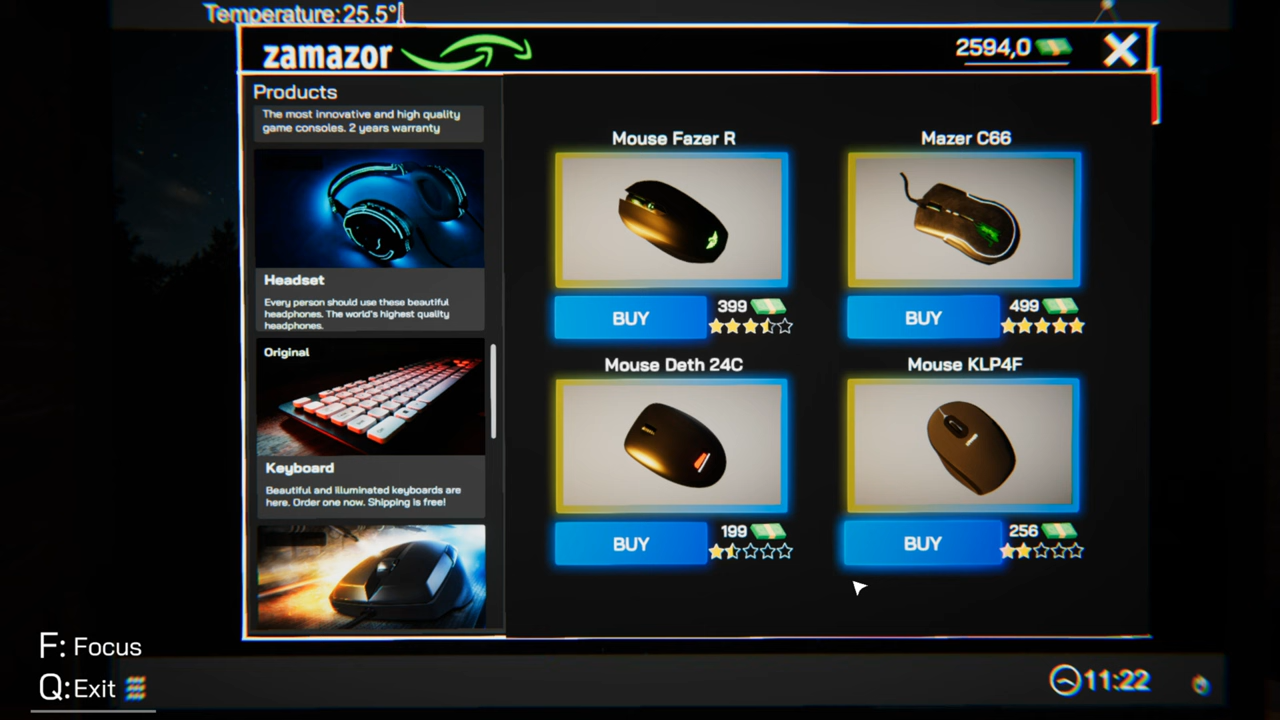 Temperature: 25.5°
zamazor
2594,0
Products
The most innovative and high quality
game consoles. 2 years warranty
Headset
Every person should use these beautiful
headphones. The world's highest quality
headphones.
Original
Keyboard
Beautiful and illuminated keyboards are
here. Order one now. Shipping is free!
Mouse Fazer R
BUY
399
Mazer C66
BUY
499
Mouse Deth 24C
BUY
199
Mouse KLP4F
BUY
256
F: Focus
Q: Exit
11:22